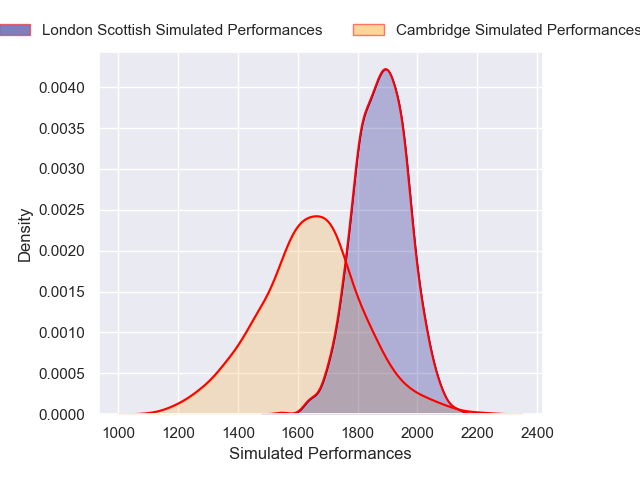 London Scottish Simulated Performances
Cambridge Simulated Performances
0.0040
0.0035
0.0030
0.0025
0.0020
0.0015
0.0010
0.0005
0.0000
Density
1000 1200 1400 1600 1800 2000 2200 2400
Simulated Performances